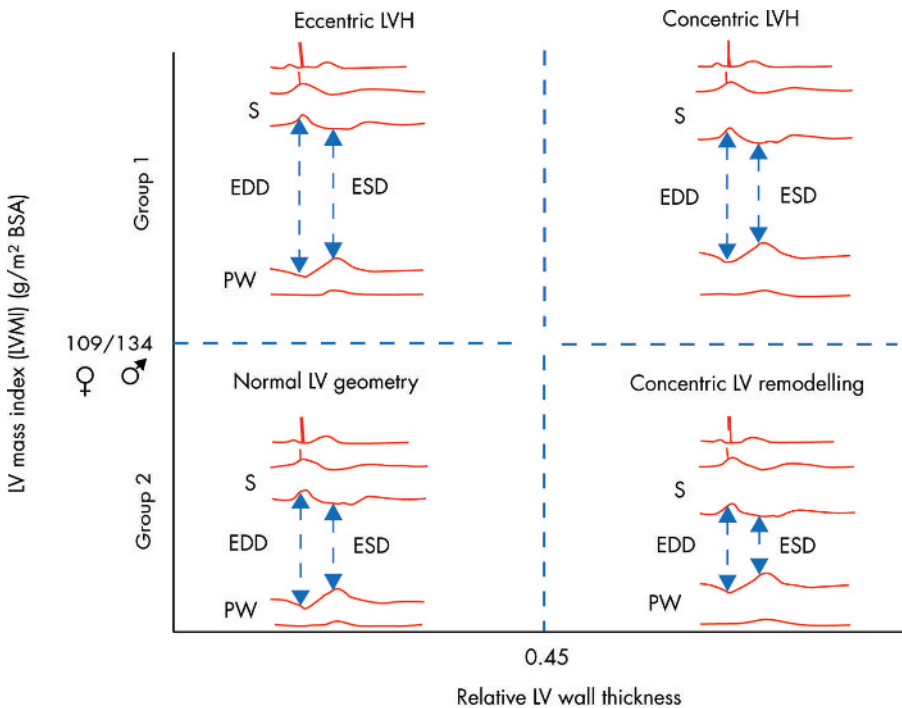 Eccentric LVH
Concentric LVH
S
EDD
ESD
PW
S
EDD
ESD
PW
Group 1
LV mass index (LVMI) (g/m² BSA)
109/134
♀ ♂
Normal LV geometry
Concentric LV remodelling
S
EDD
ESD
PW
S
EDD
ESD
PW
Group 2
0.45
Relative LV wall thickness